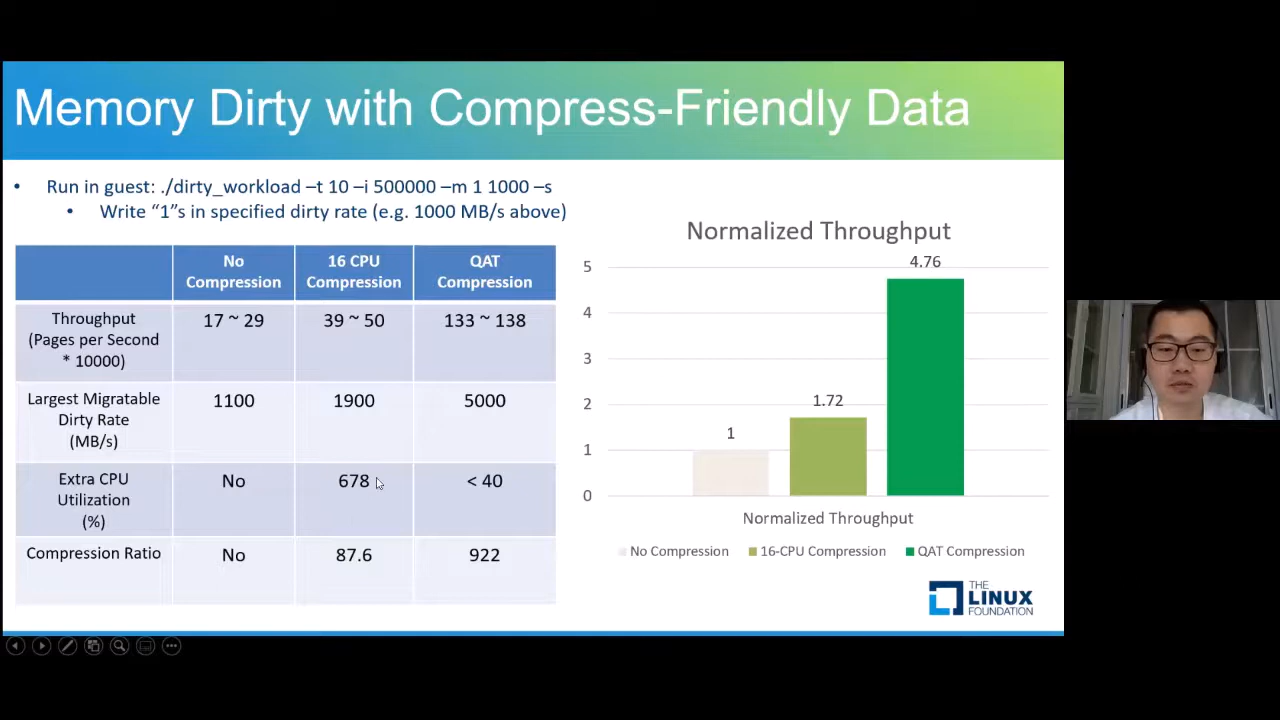 Memory Dirty with Compress-Friendly Data
• Run in guest: ./dirty_workload –t 10 –i 500000 –m 1 1000 –s
• Write “1”s in specified dirty rate (e.g. 1000 MB/s above)
No Compression
16 CPU Compression
QAT Compression
Throughput
(Pages per Second
* 10000)
17 ~ 29
39 ~ 50
133 ~ 138
Largest Migratable
Dirty Rate
(MB/s)
1100
1900
5000
Extra CPU
Utilization
(%)
No
678
< 40
Compression Ratio
No
87.6
922
Normalized Throughput
5
4
3
2
1
0
1
1.72
4.76
Normalized Throughput
No Compression
16-CPU Compression
QAT Compression
THE
LINUX
FOUNDATION